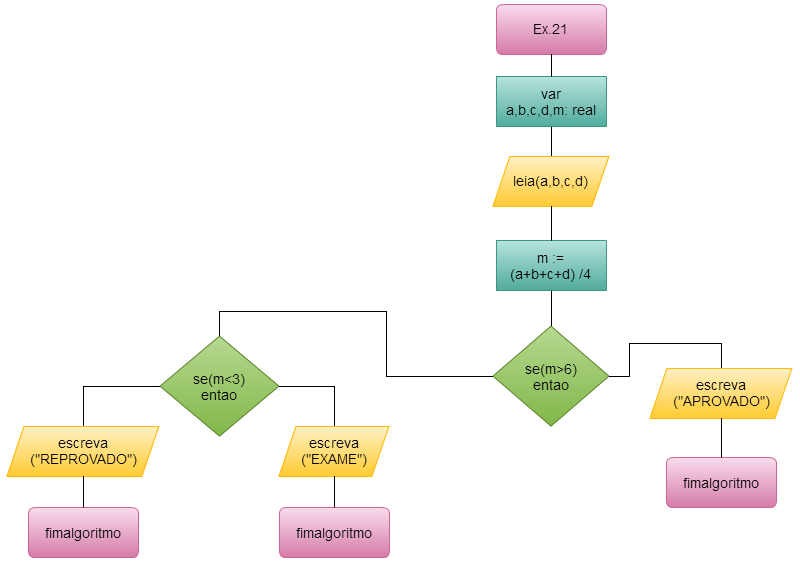 Ex.21
var
a,b,c,d,m: real
leia(a,b,c,d)
m :=
(a+b+c+d) /4
se(m>6)
entao
se(m<3)
entao
escreva
("APROVADO")
escreva
("REPROVADO")
escreva
("EXAME")
fimalgoritmo
fimalgoritmo
fimalgoritmo